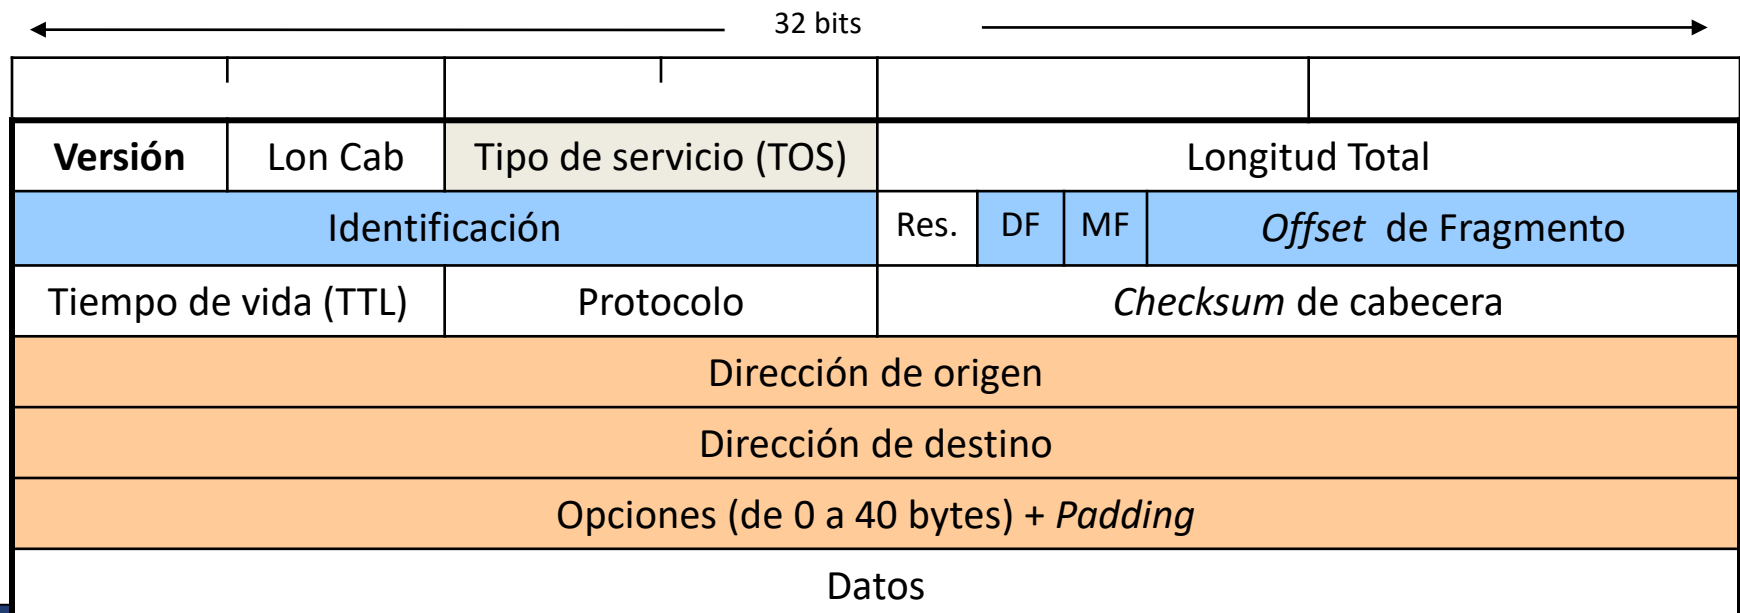 32 bits
Versión Lon Cab Tipo de servicio (TOS) Longitud Total
Identificación Res. DF MF Offset de Fragmento
Tiempo de vida (TTL) Protocolo Checksum de cabecera
Dirección de origen
Dirección de destino
Opciones (de 0 a 40 bytes) + Padding
Datos